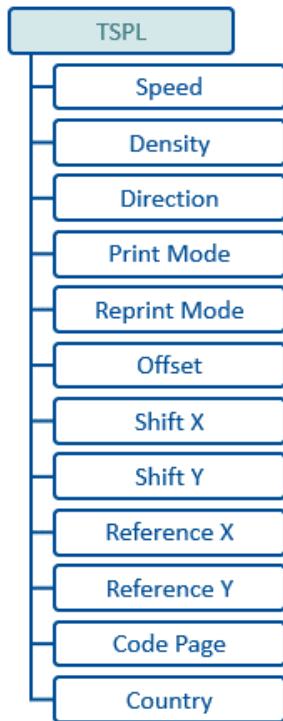 TSPL
Speed
Density
Direction
Print Mode
Reprint Mode
Offset
Shift X
Shift Y
Reference X
Reference Y
Code Page
Country